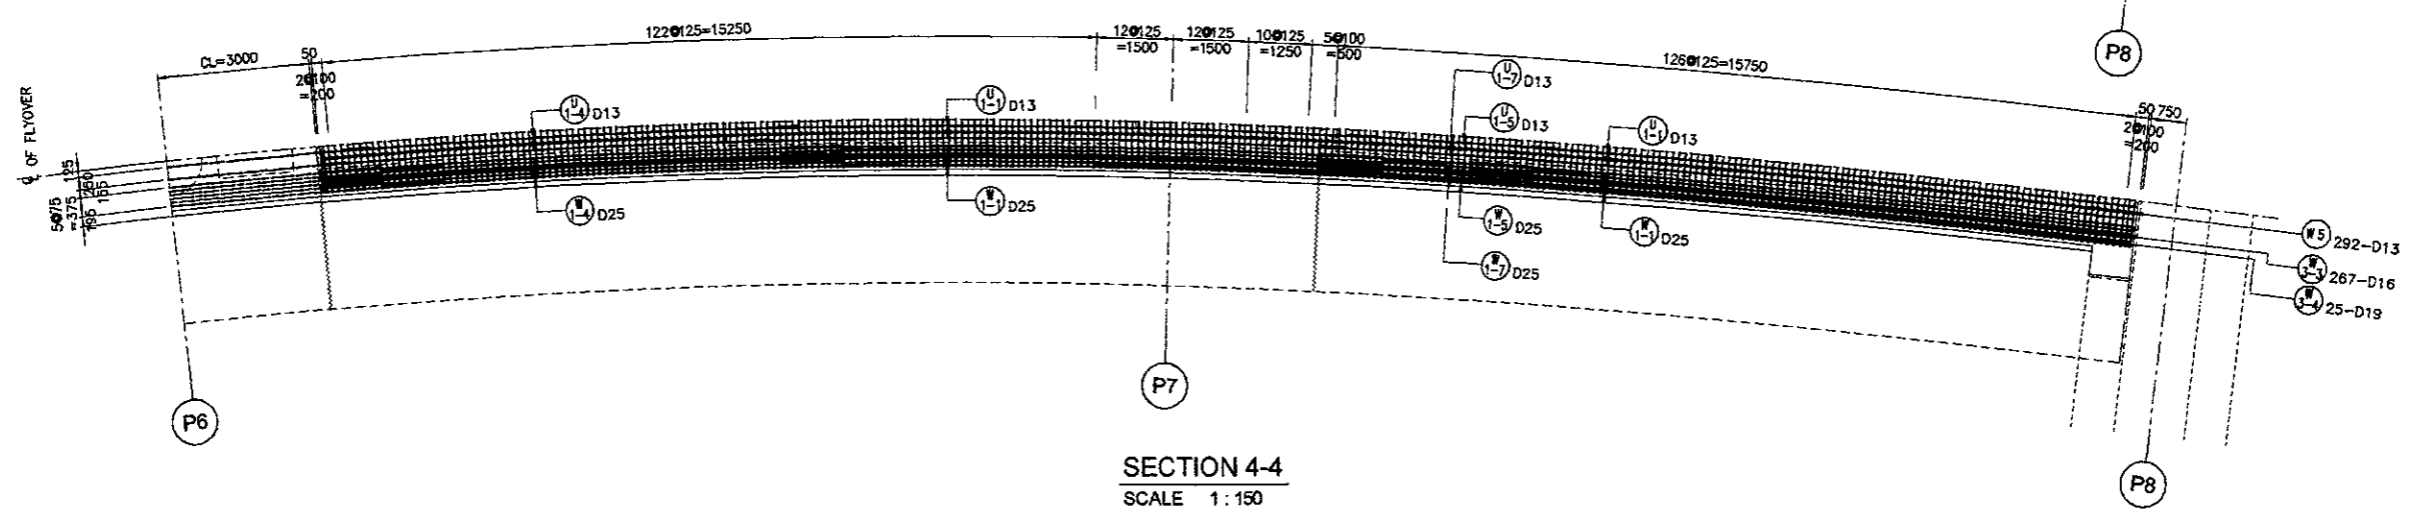 P8
CL=3000
50
2@100
=200
122@125=15250
12@125
=1500
12@125
=1500
10@125
=1250
5@100
=500
126@125=15750
50 750
2@100
=200
℄ OF FLYOVER
125
250
155
5@75
=375
195
U
1-4 D13
U
1-1 D13
U
1-7 D13
U
1-5 D13
U
1-1 D13
W
1-4 D25
W
1-1 D25
W
1-5 D25
W
1-1 D25
W
1-7 D25
W5 292-D13
W
3-3 267-D16
W
3-4 25-D19
P6
P7
P8
SECTION 4-4
SCALE 1 : 150